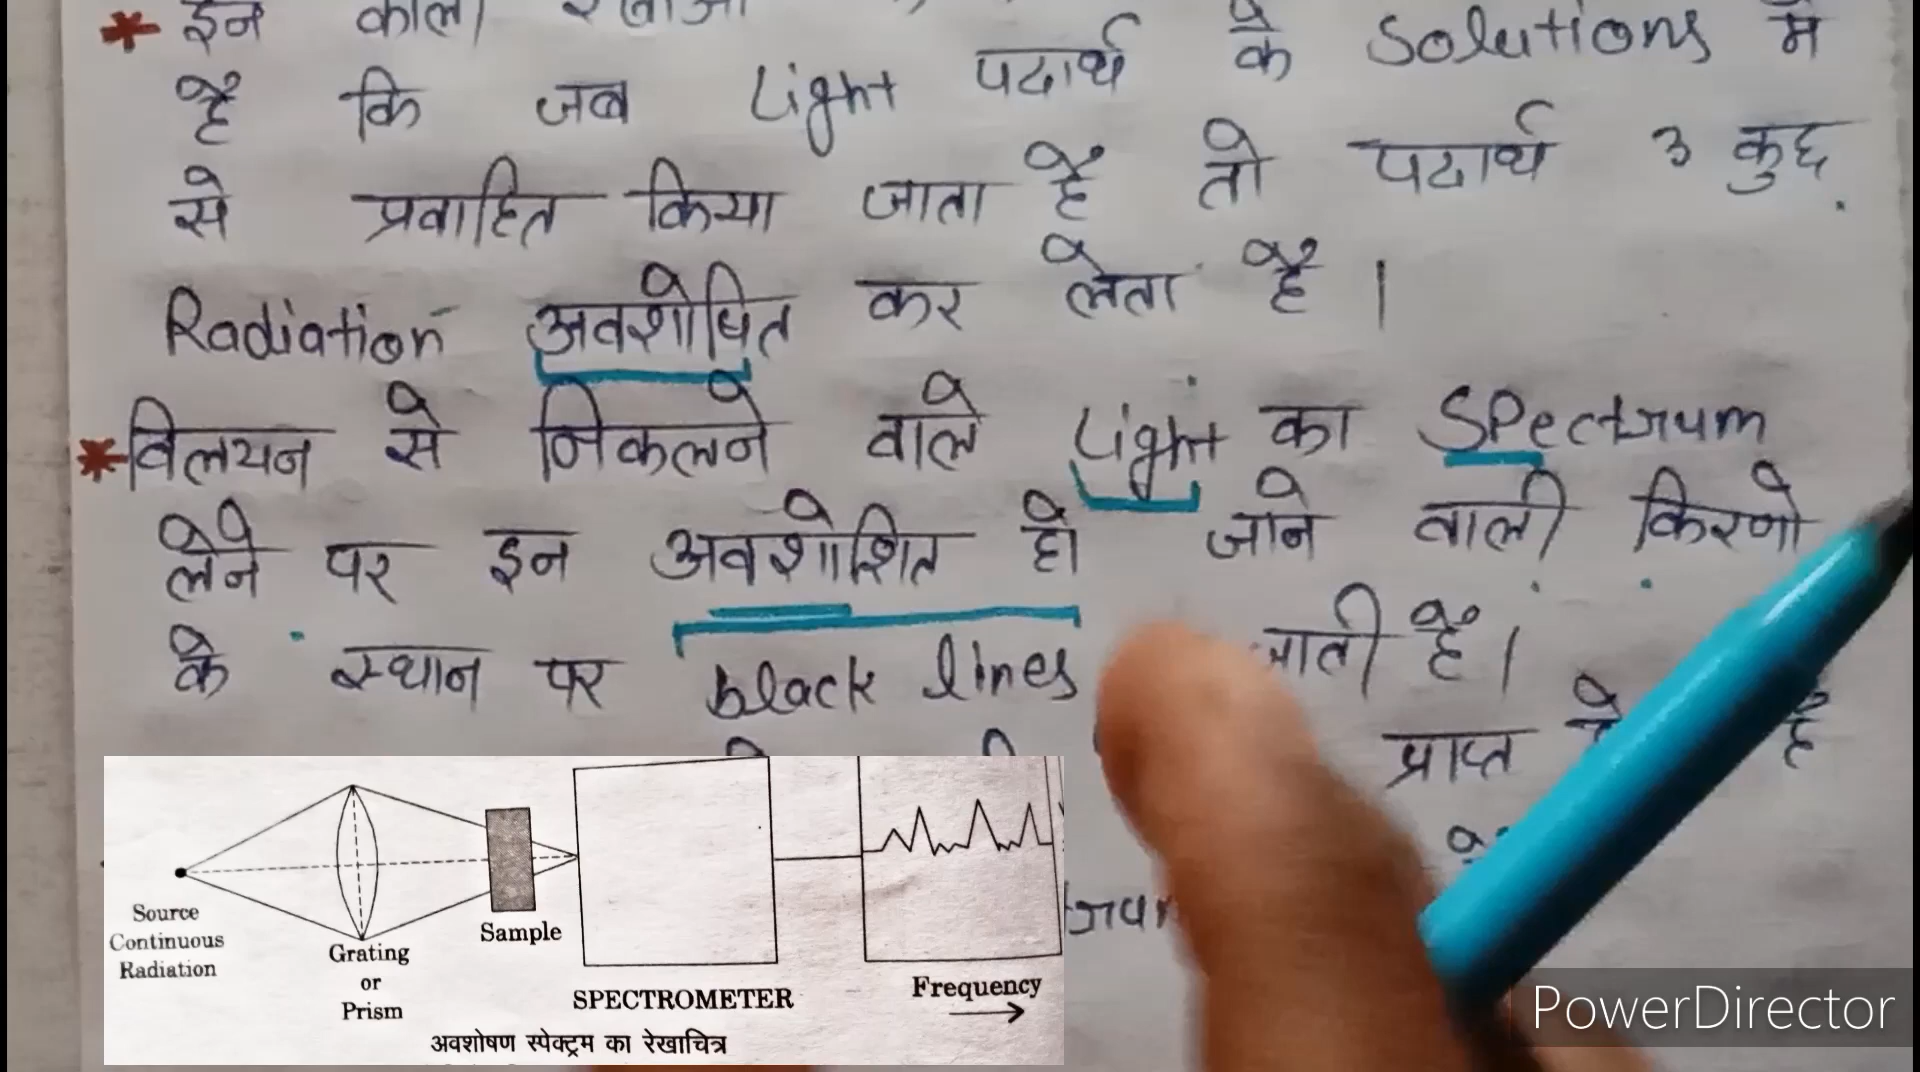 * इन काली रेखाओं
है कि जब Light पदार्थ के Solutions में
से प्रवाहित किया जाता है तो पदार्थ 3 कुछ
Radiation अवशोषित कर लेता है।
* विलयन से निकलने वाले Light का Spectrum
लेने पर इन अवशोशित हो जाने वाली किरणो
के स्थान पर black lines जाती है।
प्राप्त है
Source
Continuous
Radiation
Grating
or
Prism
Sample
SPECTROMETER
Frequency
अवशोषण स्पेक्ट्रम का रेखाचित्र
PowerDirector